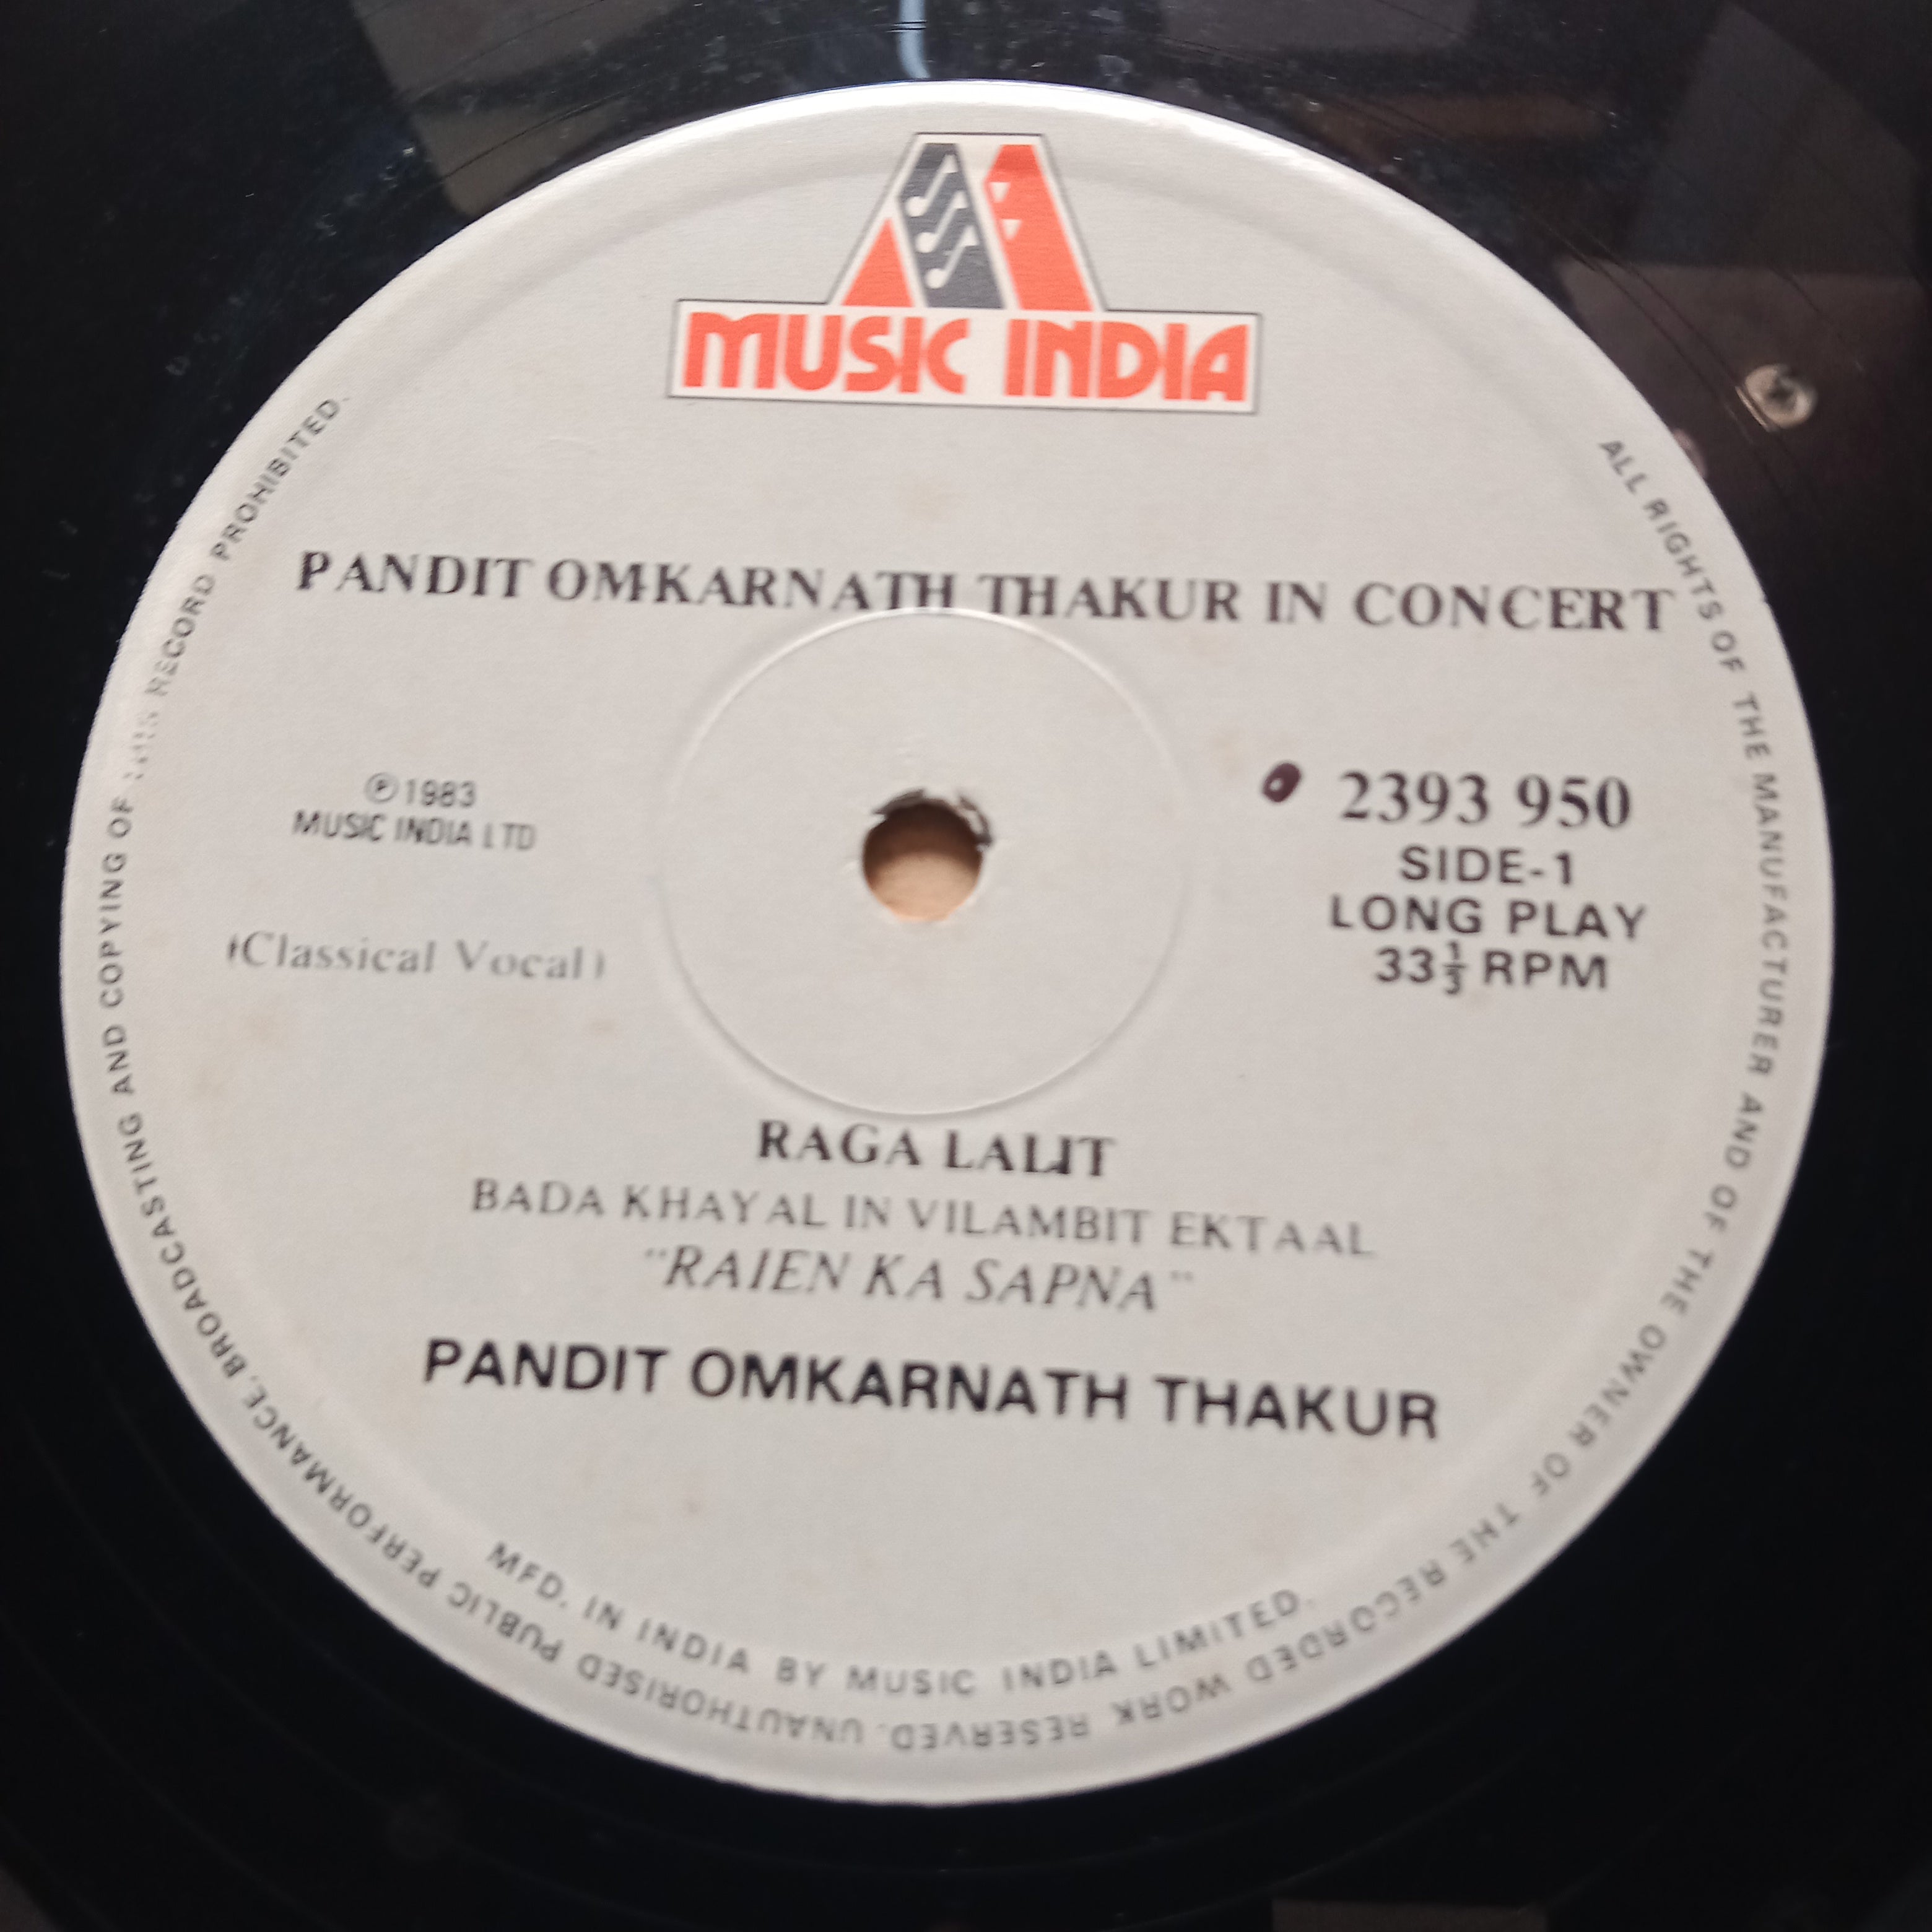 MUSIC INDIA
PANDIT OMKARNATH THAKUR IN CONCERT
℗1983
MUSIC INDIA LTD
(Classical Vocal)
2393 950
SIDE-1
LONG PLAY
33⅓ RPM
RAGA LALIT
BADA KHAYAL IN VILAMBIT EKTAAL
"RAIEN KA SAPNA"
PANDIT OMKARNATH THAKUR
MFD. IN INDIA BY MUSIC INDIA LIMITED.
ALL RIGHTS OF THE MANUFACTURER AND OF THE OWNER OF THE RECORDED WORK RESERVED. UNAUTHORISED PUBLIC PERFORMANCE, BROADCASTING AND COPYING OF THIS RECORD PROHIBITED.